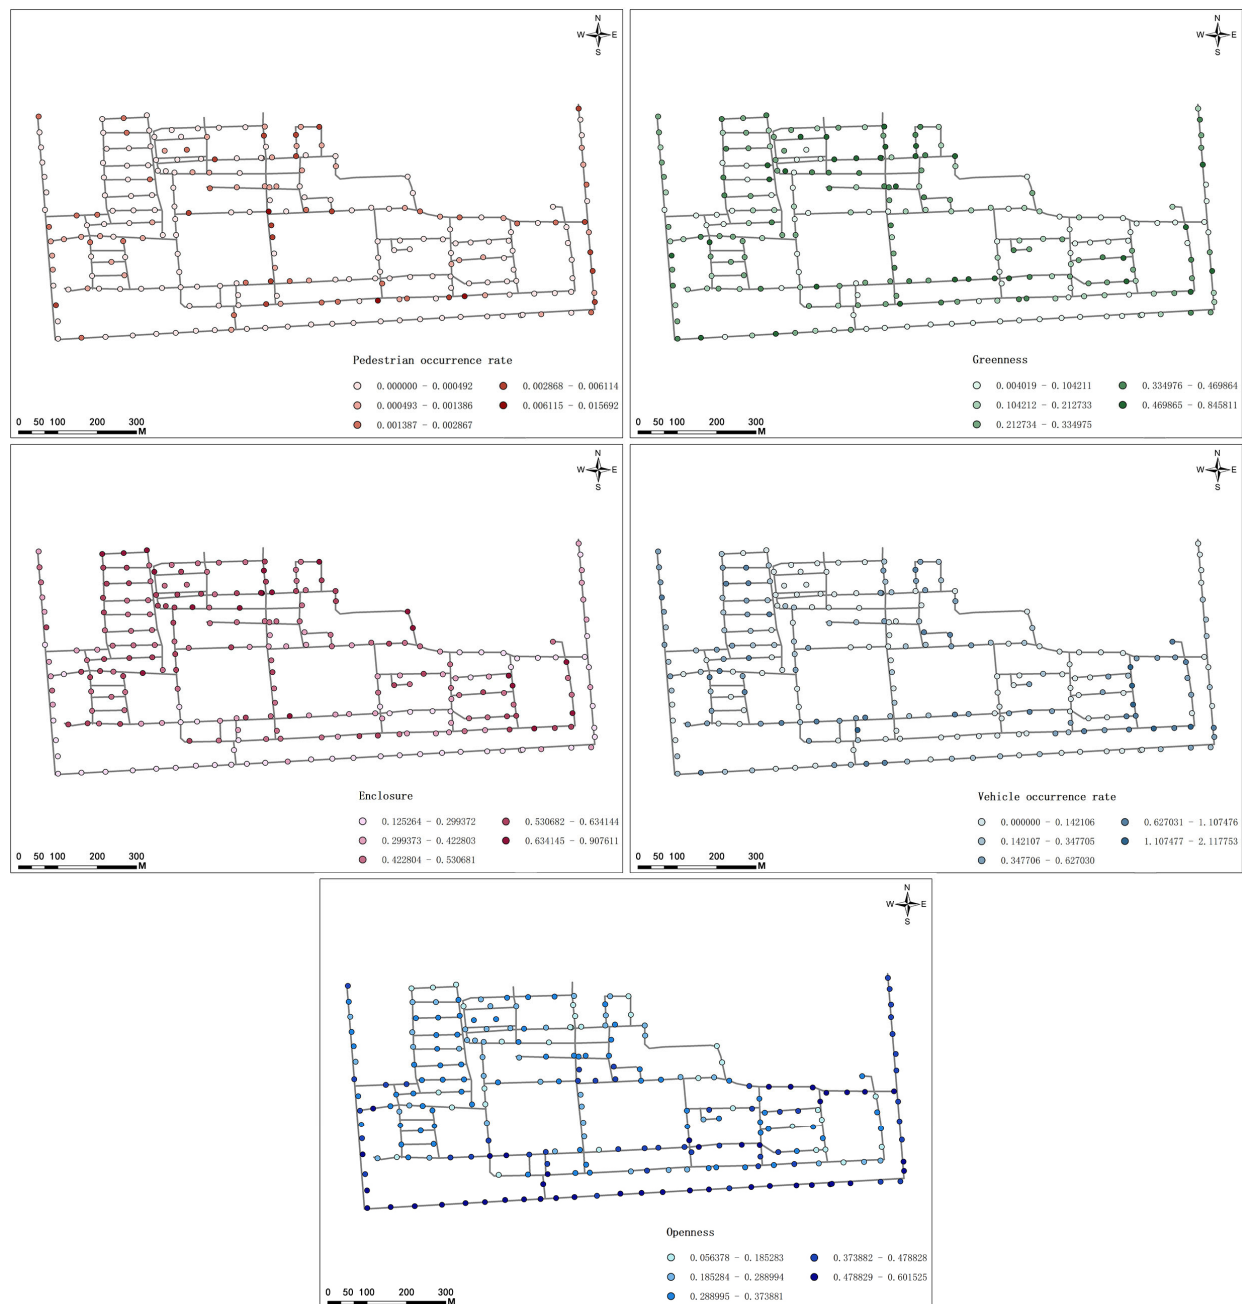 N
W E
S
Pedestrian occurrence rate
0.000000 - 0.000492
0.002868 - 0.006114
0.000493 - 0.001386
0.006115 - 0.015692
0.001387 - 0.002867
0 50 100 200 300
M
N
W E
S
Greenness
0.004019 - 0.104211
0.334976 - 0.469864
0.104212 - 0.212733
0.469865 - 0.845811
0.212734 - 0.334975
0 50 100 200 300
M
N
W E
S
Enclosure
0.125264 - 0.299372
0.530682 - 0.634144
0.299373 - 0.422803
0.634145 - 0.907611
0.422804 - 0.530681
0 50 100 200 300
M
N
W E
S
Vehicle occurrence rate
0.000000 - 0.142106
0.627031 - 1.107476
0.142107 - 0.347705
1.107477 - 2.117753
0.347706 - 0.627030
0 50 100 200 300
M
N
W E
S
Openness
0.056378 - 0.185283
0.373882 - 0.478828
0.185284 - 0.288994
0.478829 - 0.601525
0.288995 - 0.373881
0 50 100 200 300
M